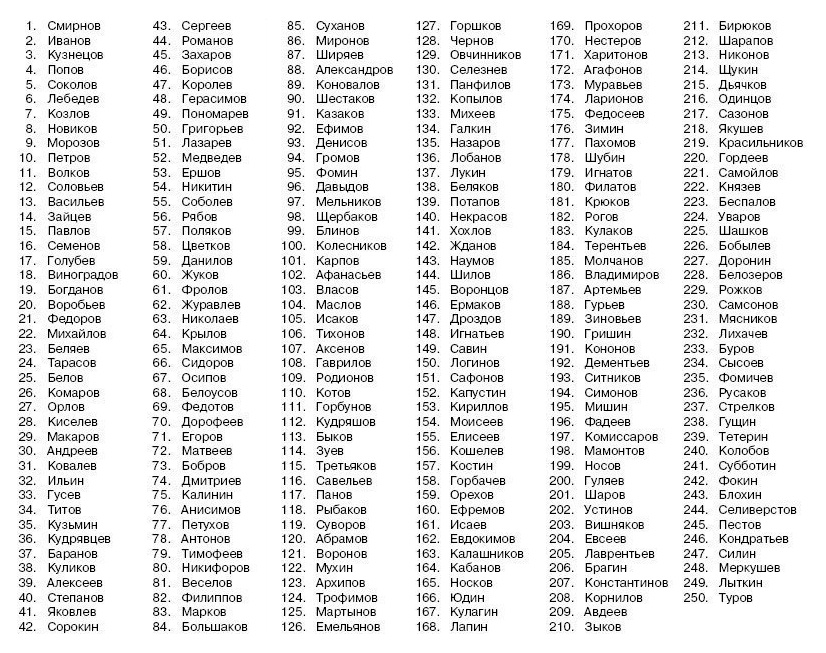 1. Смирнов
2. Иванов
3. Кузнецов
4. Попов
5. Соколов
6. Лебедев
7. Козлов
8. Новиков
9. Морозов
10. Петров
11. Волков
12. Соловьев
13. Васильев
14. Зайцев
15. Павлов
16. Семенов
17. Голубев
18. Виноградов
19. Богданов
20. Воробьев
21. Федоров
22. Михайлов
23. Беляев
24. Тарасов
25. Белов
26. Комаров
27. Орлов
28. Киселев
29. Макаров
30. Андреев
31. Ковалев
32. Ильин
33. Гусев
34. Титов
35. Кузьмин
36. Кудрявцев
37. Баранов
38. Куликов
39. Алексеев
40. Степанов
41. Яковлев
42. Сорокин
43. Сергеев
44. Романов
45. Захаров
46. Борисов
47. Королев
48. Герасимов
49. Пономарев
50. Григорьев
51. Лазарев
52. Медведев
53. Ершов
54. Никитин
55. Соболев
56. Рябов
57. Поляков
58. Цветков
59. Данилов
60. Жуков
61. Фролов
62. Журавлев
63. Николаев
64. Крылов
65. Максимов
66. Сидоров
67. Осипов
68. Белоусов
69. Федотов
70. Дорофеев
71. Егоров
72. Матвеев
73. Бобров
74. Дмитриев
75. Калинин
76. Анисимов
77. Петухов
78. Антонов
79. Тимофеев
80. Никифоров
81. Веселов
82. Филиппов
83. Марков
84. Большаков
85. Суханов
86. Миронов
87. Ширяев
88. Александров
89. Коновалов
90. Шестаков
91. Казаков
92. Ефимов
93. Денисов
94. Громов
95. Фомин
96. Давыдов
97. Мельников
98. Щербаков
99. Блинов
100. Колесников
101. Карпов
102. Афанасьев
103. Власов
104. Маслов
105. Исаков
106. Тихонов
107. Аксенов
108. Гаврилов
109. Родионов
110. Котов
111. Горбунов
112. Кудряшов
113. Быков
114. Зуев
115. Третьяков
116. Савельев
117. Панов
118. Рыбаков
119. Суворов
120. Абрамов
121. Воронов
122. Мухин
123. Архипов
124. Трофимов
125. Мартынов
126. Емельянов
127. Горшков
128. Чернов
129. Овчинников
130. Селезнев
131. Панфилов
132. Копылов
133. Михеев
134. Галкин
135. Назаров
136. Лобанов
137. Лукин
138. Беляков
139. Потапов
140. Некрасов
141. Хохлов
142. Жданов
143. Наумов
144. Шилов
145. Воронцов
146. Ермаков
147. Дроздов
148. Игнатьев
149. Савин
150. Логинов
151. Сафонов
152. Капустин
153. Кириллов
154. Моисеев
155. Елисеев
156. Кошелев
157. Костин
158. Горбачев
159. Орехов
160. Ефремов
161. Исаев
162. Евдокимов
163. Калашников
164. Кабанов
165. Носков
166. Юдин
167. Кулагин
168. Лапин
169. Прохоров
170. Нестеров
171. Харитонов
172. Агафонов
173. Муравьев
174. Ларионов
175. Федосеев
176. Зимин
177. Пахомов
178. Шубин
179. Игнатов
180. Филатов
181. Крюков
182. Рогов
183. Кулаков
184. Терентьев
185. Молчанов
186. Владимиров
187. Артемьев
188. Гурьев
189. Зиновьев
190. Гришин
191. Кононов
192. Дементьев
193. Ситников
194. Симонов
195. Мишин
196. Фадеев
197. Комиссаров
198. Мамонтов
199. Носов
200. Гуляев
201. Шаров
202. Устинов
203. Вишняков
204. Евсеев
205. Лаврентьев
206. Брагин
207. Константинов
208. Корнилов
209. Авдеев
210. Зыков
211. Бирюков
212. Шарапов
213. Никонов
214. Щукин
215. Дьячков
216. Одинцов
217. Сазонов
218. Якушев
219. Красильников
220. Гордеев
221. Самойлов
222. Князев
223. Беспалов
224. Уваров
225. Шашков
226. Бобылев
227. Доронин
228. Белозеров
229. Рожков
230. Самсонов
231. Мясников
232. Лихачев
233. Буров
234. Сысоев
235. Фомичев
236. Русаков
237. Стрелков
238. Гущин
239. Тетерин
240. Колобов
241. Субботин
242. Фокин
243. Блохин
244. Селиверстов
245. Пестов
246. Кондратьев
247. Силин
248. Меркушев
249. Лыткин
250. Туров